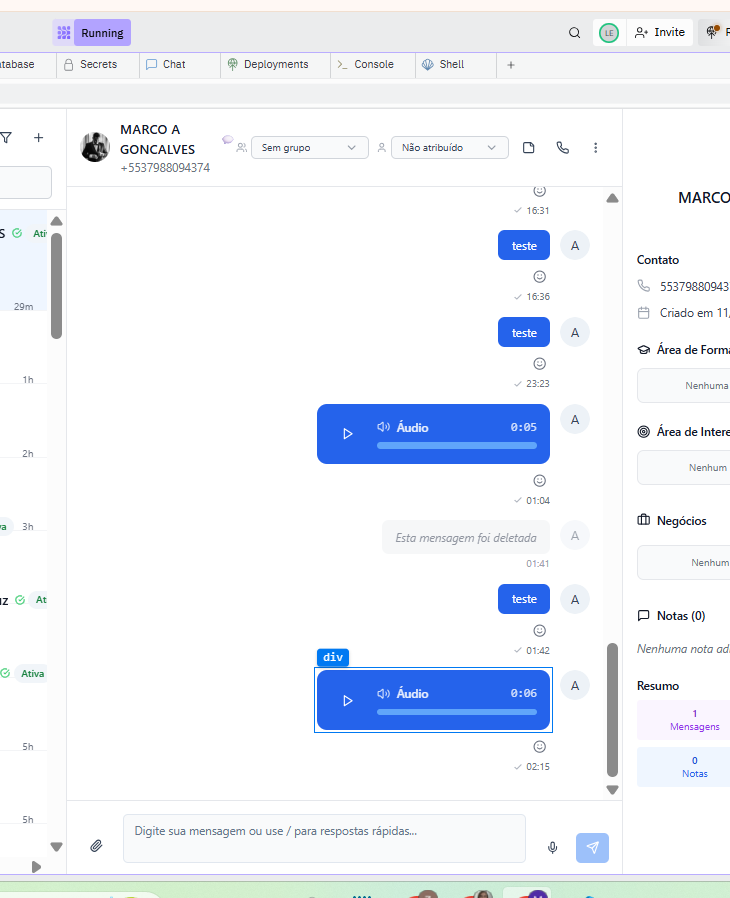 Running
LE
Invite
atabase
Secrets
Chat
Deployments
Console
Shell
MARCO A
GONCALVES
+5537988094374
Sem grupo
Não atribuído
S
Ativ
29m
1h
2h
va
3h
uz
At
Ativa
5h
5h
16:31
teste
A
16:36
teste
A
23:23
Áudio
0:05
A
01:04
Esta mensagem foi deletada
A
01:41
teste
A
01:42
div
Áudio
0:06
A
02:15
Digite sua mensagem ou use / para respostas rápidas...
MARCO
Contato
55379880943
Criado em 11/
Área de Forma
Nenhuma
Área de Intere
Nenhum
Negócios
Nenhum
Notas (0)
Nenhuma nota adi
Resumo
1
Mensagens
0
Notas